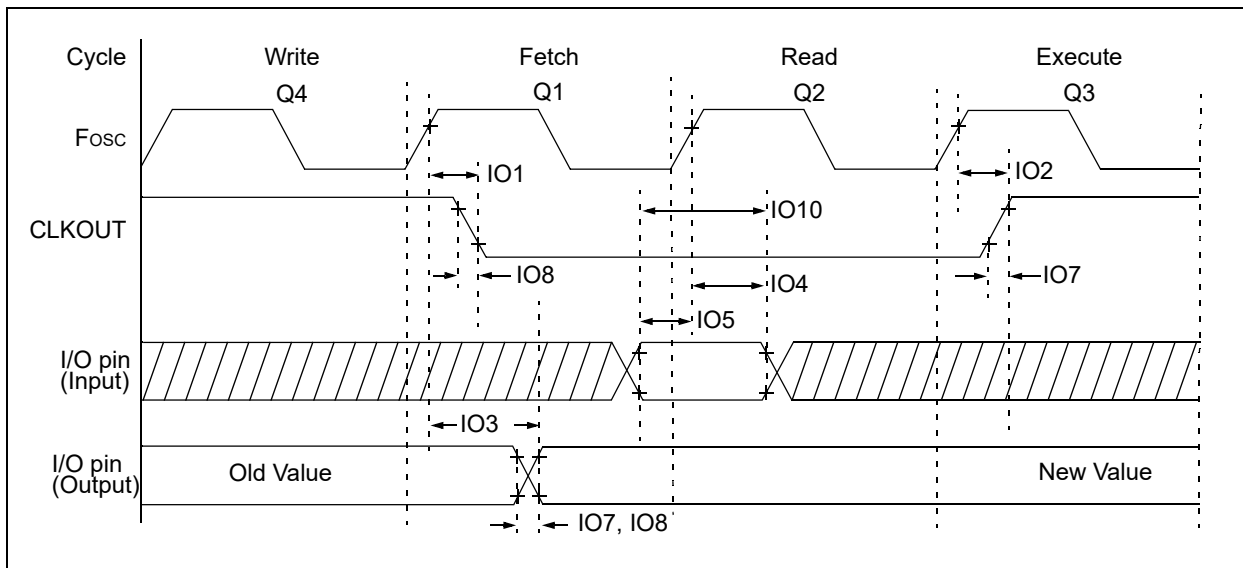 Cycle Write Fetch Read Execute
Q4 Q1 Q2 Q3
Fosc
IO1 IO2
CLKOUT IO10
IO8 IO4 IO7
IO5
I/O pin
(Input)
IO3
I/O pin
(Output) Old Value New Value
IO7, IO8